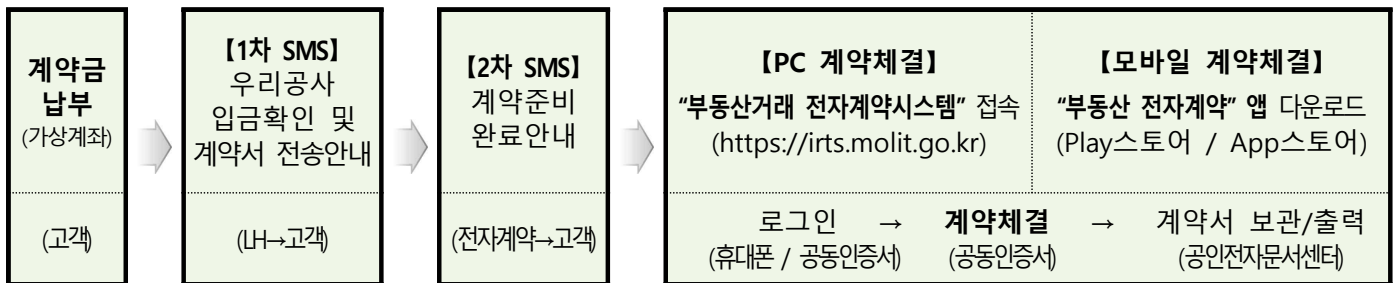 계약금
납부
(가상계좌)
(고객)
【1차 SMS】
우리공사
입금확인 및
계약서 전송안내
(LH→고객)
【2차 SMS】
계약준비
완료안내
(전자계약→고객)
【PC 계약체결】
“부동산거래 전자계약시스템” 접속
(https://irts.molit.go.kr)
【모바일 계약체결】
“부동산 전자계약” 앱 다운로드
(Play스토어 / App스토어)
로그인 → 계약체결 → 계약서 보관/출력
(휴대폰 / 공동인증서) (공동인증서) (공인전자문서센터)